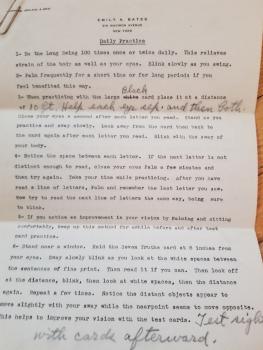 EMILY A. BATES
NEW YORK
Daily Practice
1- Do the Long Swing 100 times once or twice daily. This relieves
strain of the body as well as your eyes. Blink slowly as you swing.
2- Palm frequently for a short time or for long periods if you
feel benefited this way.
Black
3- When practicing with the large white card place it at a distance
of 10 ft. Help each eye sep. and then both.
Close your eyes a second after each letter you read. Stand as you
practice and sway slowly. Look away from the card then back to
the card again after each letter you read. Blink with the sway of
your body.
4- Notice the space between each letter. If the next letter is not
distinct enough to read, close your eyes for a few minutes and
then try again. Take your time while practicing. After you have
read a line of letters, Palm and remember the last letter you saw.
Now try to read the next line of letters the same way, being sure
to blink.
5- If you notice an improvement in your vision by Palming and sitting
comfortably, keep up this method for awhile before and after test
card practice.
6- Stand near a window. Hold the Seven Truths card at 6 inches from
your eyes. Sway slowly blink as you look at the white spaces between
the sentences of fine print. Then read it if you can. Then look off
at the distance, blink, then look at white spaces, then the distance
again. Repeat a few times. Notice the distant objects appear to
move slightly with your sway while the nearpoint seems to move opposite.
This helps to improve your vision with the test cards. Test sight
with cards afterward.